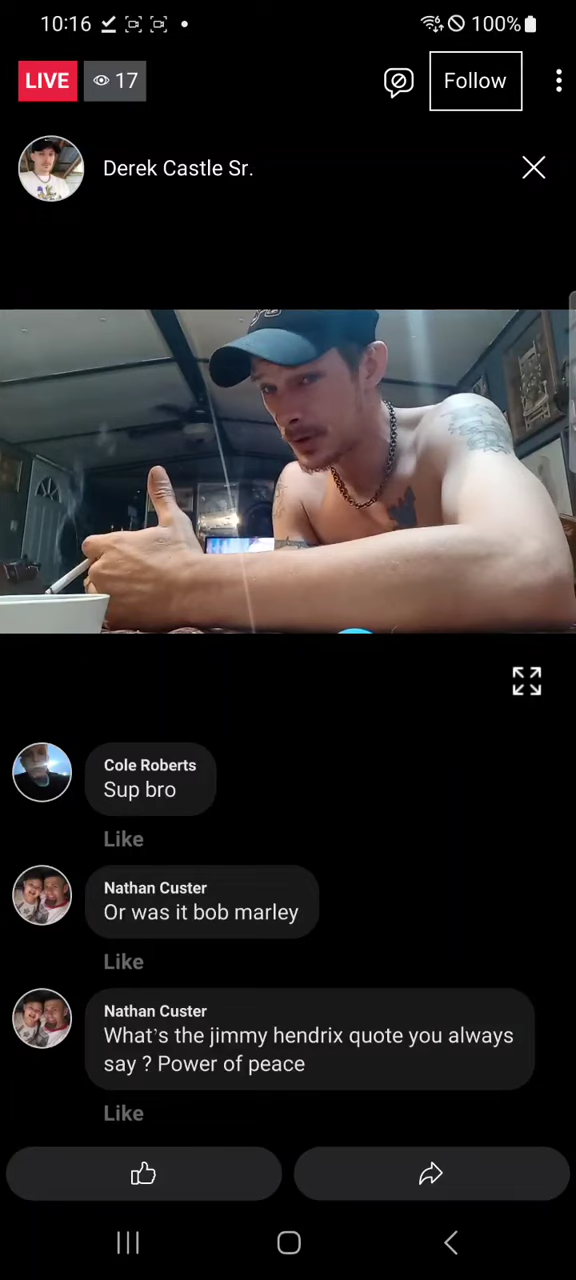 10:16
100%
LIVE
17
Follow
Derek Castle Sr.
Cole Roberts
Sup bro
Like
Nathan Custer
Or was it bob marley
Like
Nathan Custer
What's the jimmy hendrix quote you always
say ? Power of peace
Like